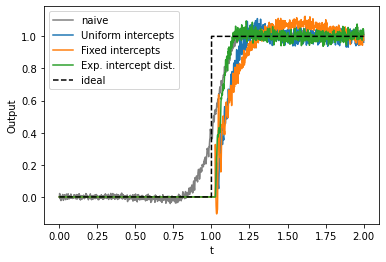 naive
Uniform intercepts
Fixed intercepts
Exp. intercept dist.
ideal
Output
1.0
0.8
0.6
0.4
0.2
0.0
0.00 0.25 0.50 0.75 1.00 1.25 1.50 1.75 2.00
t